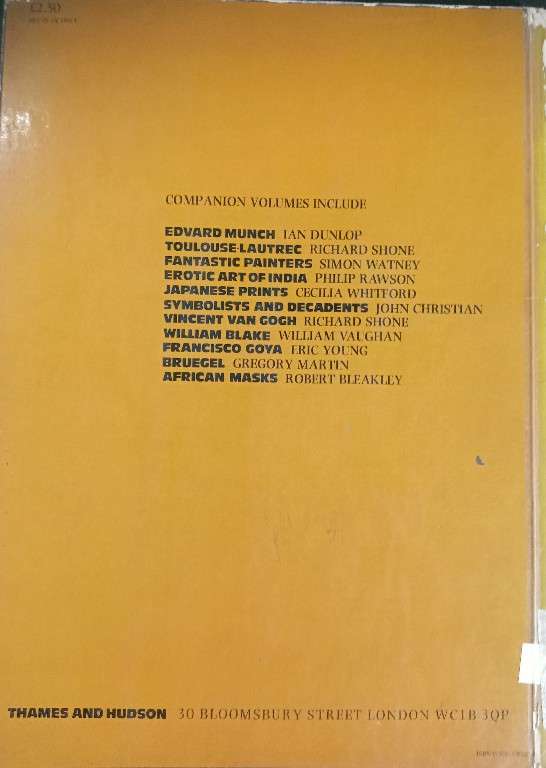 £2.50
COMPANION VOLUMES INCLUDE
EDVARD MUNCH IAN DUNLOP
TOULOUSE-LAUTREC RICHARD SHONE
FANTASTIC PAINTERS SIMON WATNEY
EROTIC ART OF INDIA PHILIP RAWSON
JAPANESE PRINTS CECILIA WHITFORD
SYMBOLISTS AND DECADENTS JOHN CHRISTIAN
VINCENT VAN GOGH RICHARD SHONE
WILLIAM BLAKE WILLIAM VAUGHAN
FRANCISCO GOYA ERIC YOUNG
BRUEGEL GREGORY MARTIN
AFRICAN MASKS ROBERT BLEAKLEY
THAMES AND HUDSON 30 BLOOMSBURY STREET LONDON WC1B 3QP